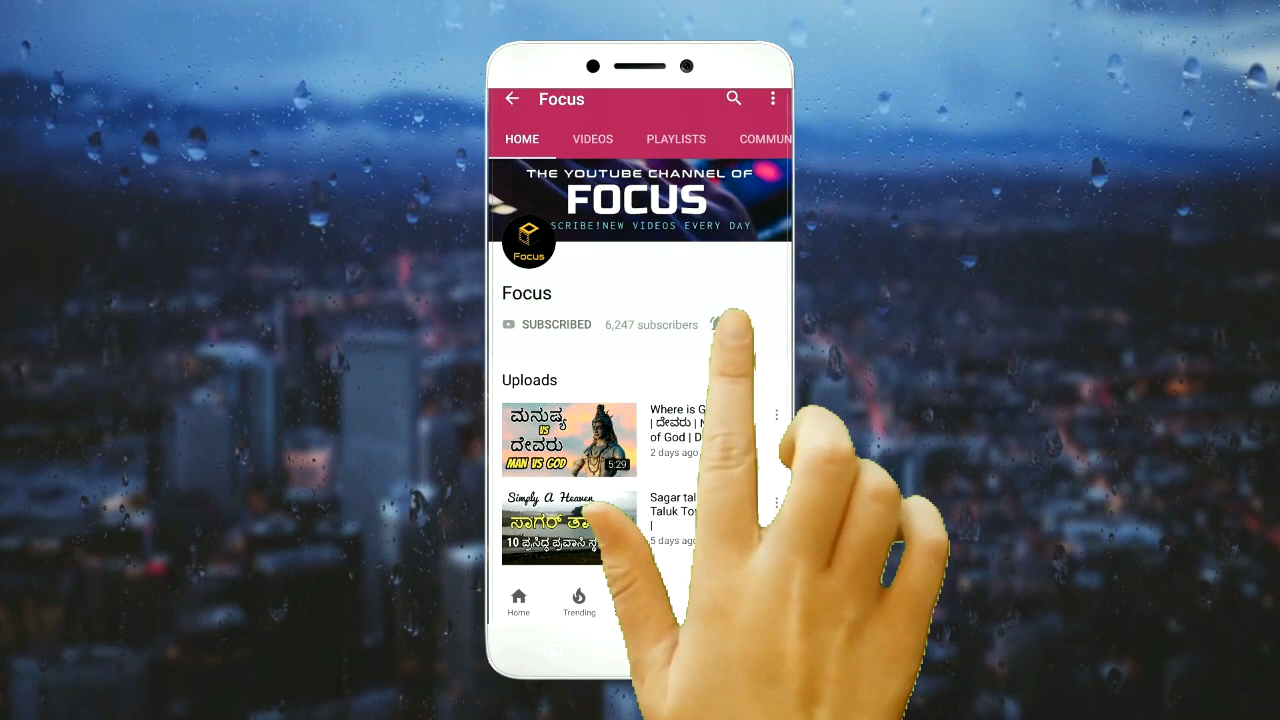 Focus
HOME VIDEOS PLAYLISTS COMMUN
THE YOUTUBE CHANNEL OF
FOCUS
SCRIBE!NEW VIDEOS EVERY DAY
Focus
Focus
SUBSCRIBED 6,247 subscribers
Uploads
ಮನುಷ್ಯ
VS
ದೇವರು
MAN VS GOD
5:29
Where is G
| ದೇವರು |
of God | D
2 days ago
Simply A Heaven
ಸಾಗರ್ ತಾ
10 ಪ್ರಸಿದ್ಧ ಪ್ರವಾಸಿ ಸ್ಥ
Sagar tal
Taluk To
|
5 days ago
Home Trending